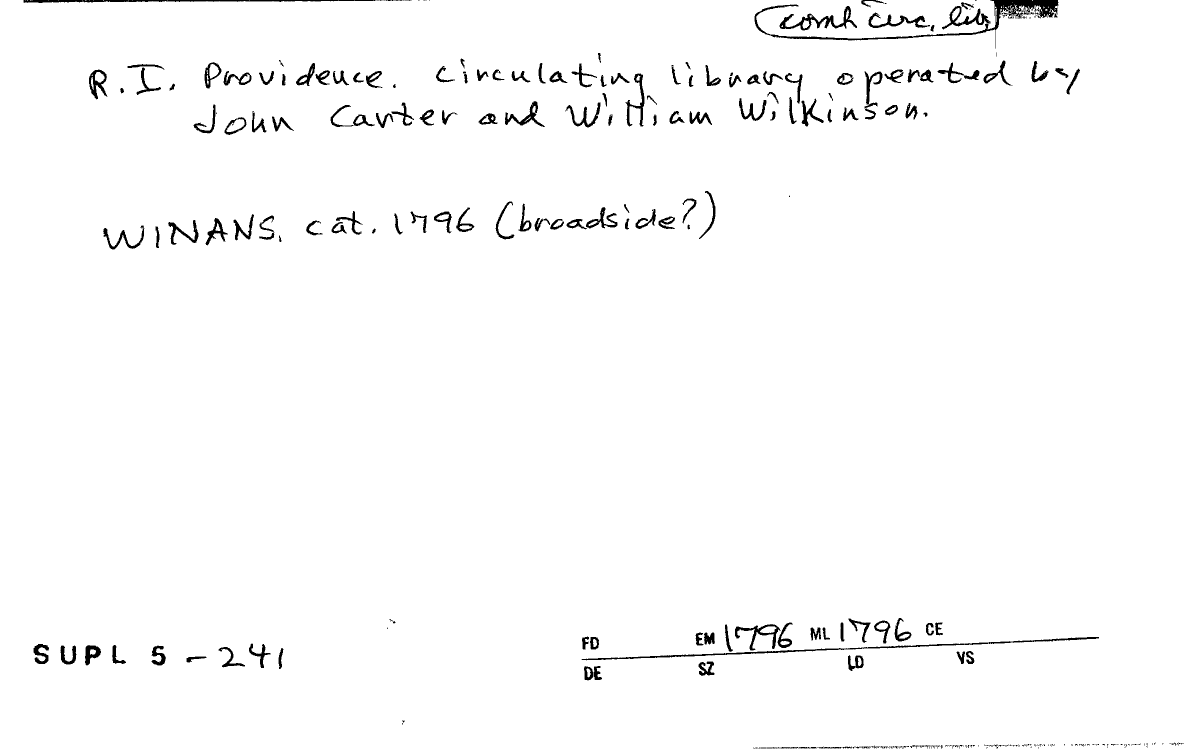 comh circ. lib.
R.I. Providence. circulating library operated by
John Carter and William Wilkinson.
WINANS, cat. 1796 (broadside?)
FD EM 1796 ML 1796 CE
SUPL 5 - 241
DE SZ LD VS